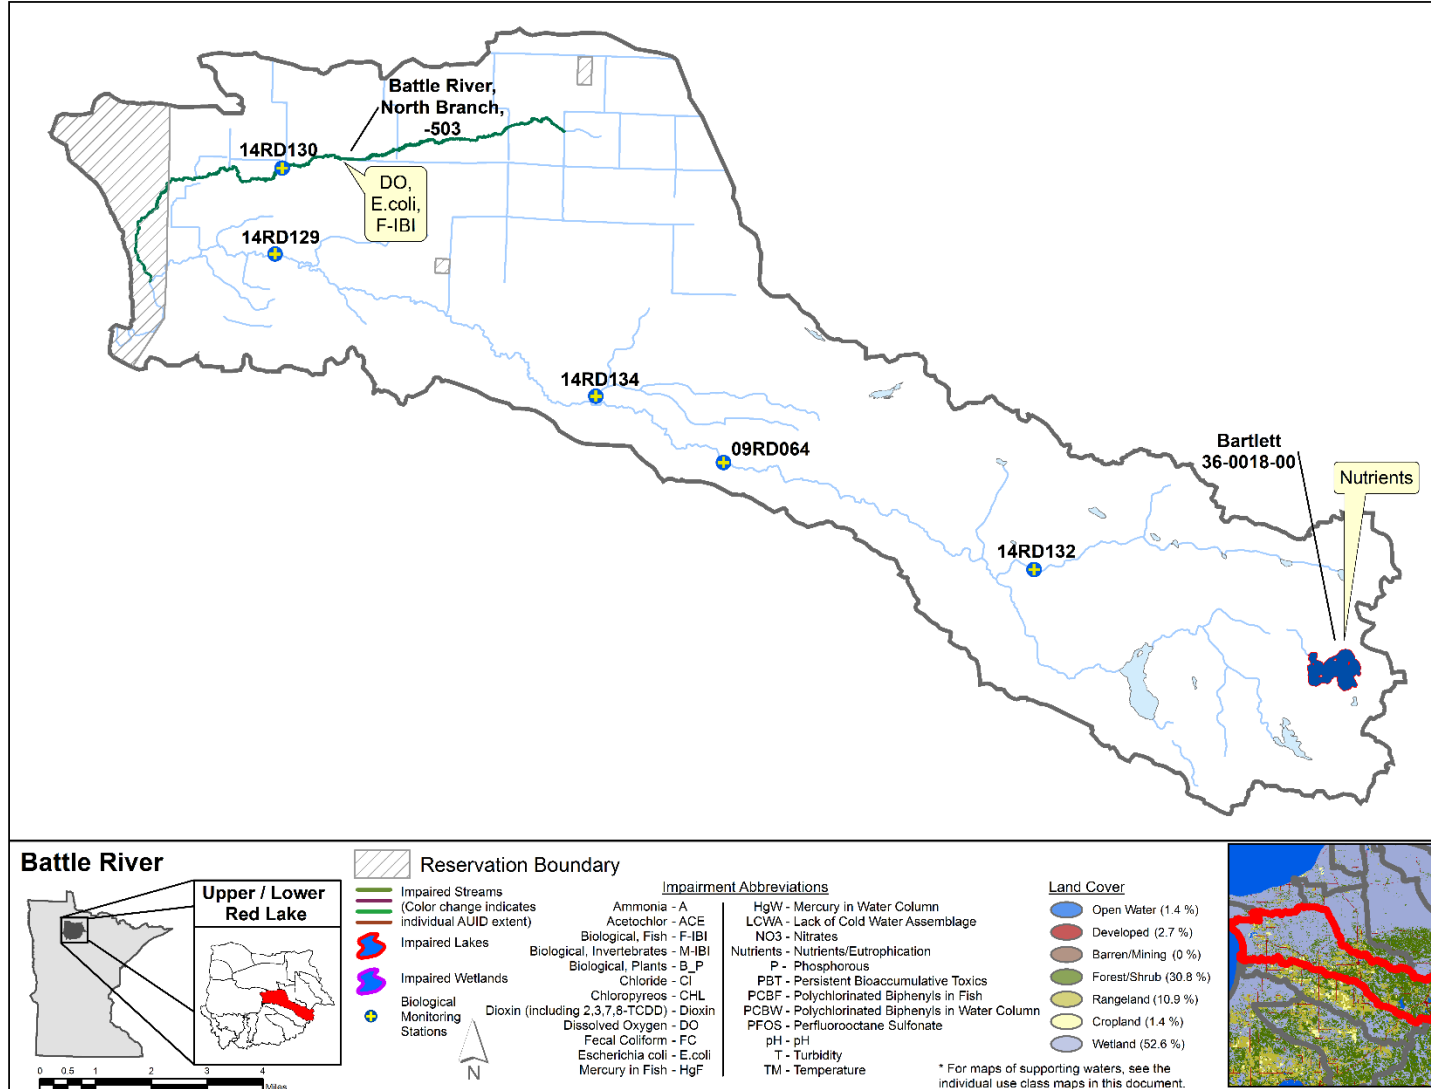 Battle River,
North Branch,
-503
14RD130
DO,
E.coli,
F-IBI
14RD129
14RD134
09RD064
Bartlett
36-0018-00
Nutrients
14RD132
Battle River
Upper / Lower
Red Lake
0 0.5 1 2 3 4
Miles
Reservation Boundary
Impaired Streams
(Color change indicates
individual AUID extent)
Impaired Lakes
Impaired Wetlands
Biological
Monitoring
Stations
N
Impairment Abbreviations
Ammonia - A
Acetochlor - ACE
Biological, Fish - F-IBI
Biological, Invertebrates - M-IBI
Biological, Plants - B_P
Chloride - Cl
Chloropyreos - CHL
Dioxin (including 2,3,7,8-TCDD) - Dioxin
Dissolved Oxygen - DO
Fecal Coliform - FC
Escherichia coli - E.coli
Mercury in Fish - HgF
HgW - Mercury in Water Column
LCWA - Lack of Cold Water Assemblage
NO3 - Nitrates
Nutrients - Nutrients/Eutrophication
P - Phosphorous
PBT - Persistent Bioaccumulative Toxics
PCBF - Polychlorinated Biphenyls in Fish
PCBW - Polychlorinated Biphenyls in Water Column
PFOS - Perfluorooctane Sulfonate
pH - pH
T - Turbidity
TM - Temperature
Land Cover
Open Water (1.4 %)
Developed (2.7 %)
Barren/Mining (0 %)
Forest/Shrub (30.8 %)
Rangeland (10.9 %)
Cropland (1.4 %)
Wetland (52.6 %)
* For maps of supporting waters, see the
individual use class maps in this document.